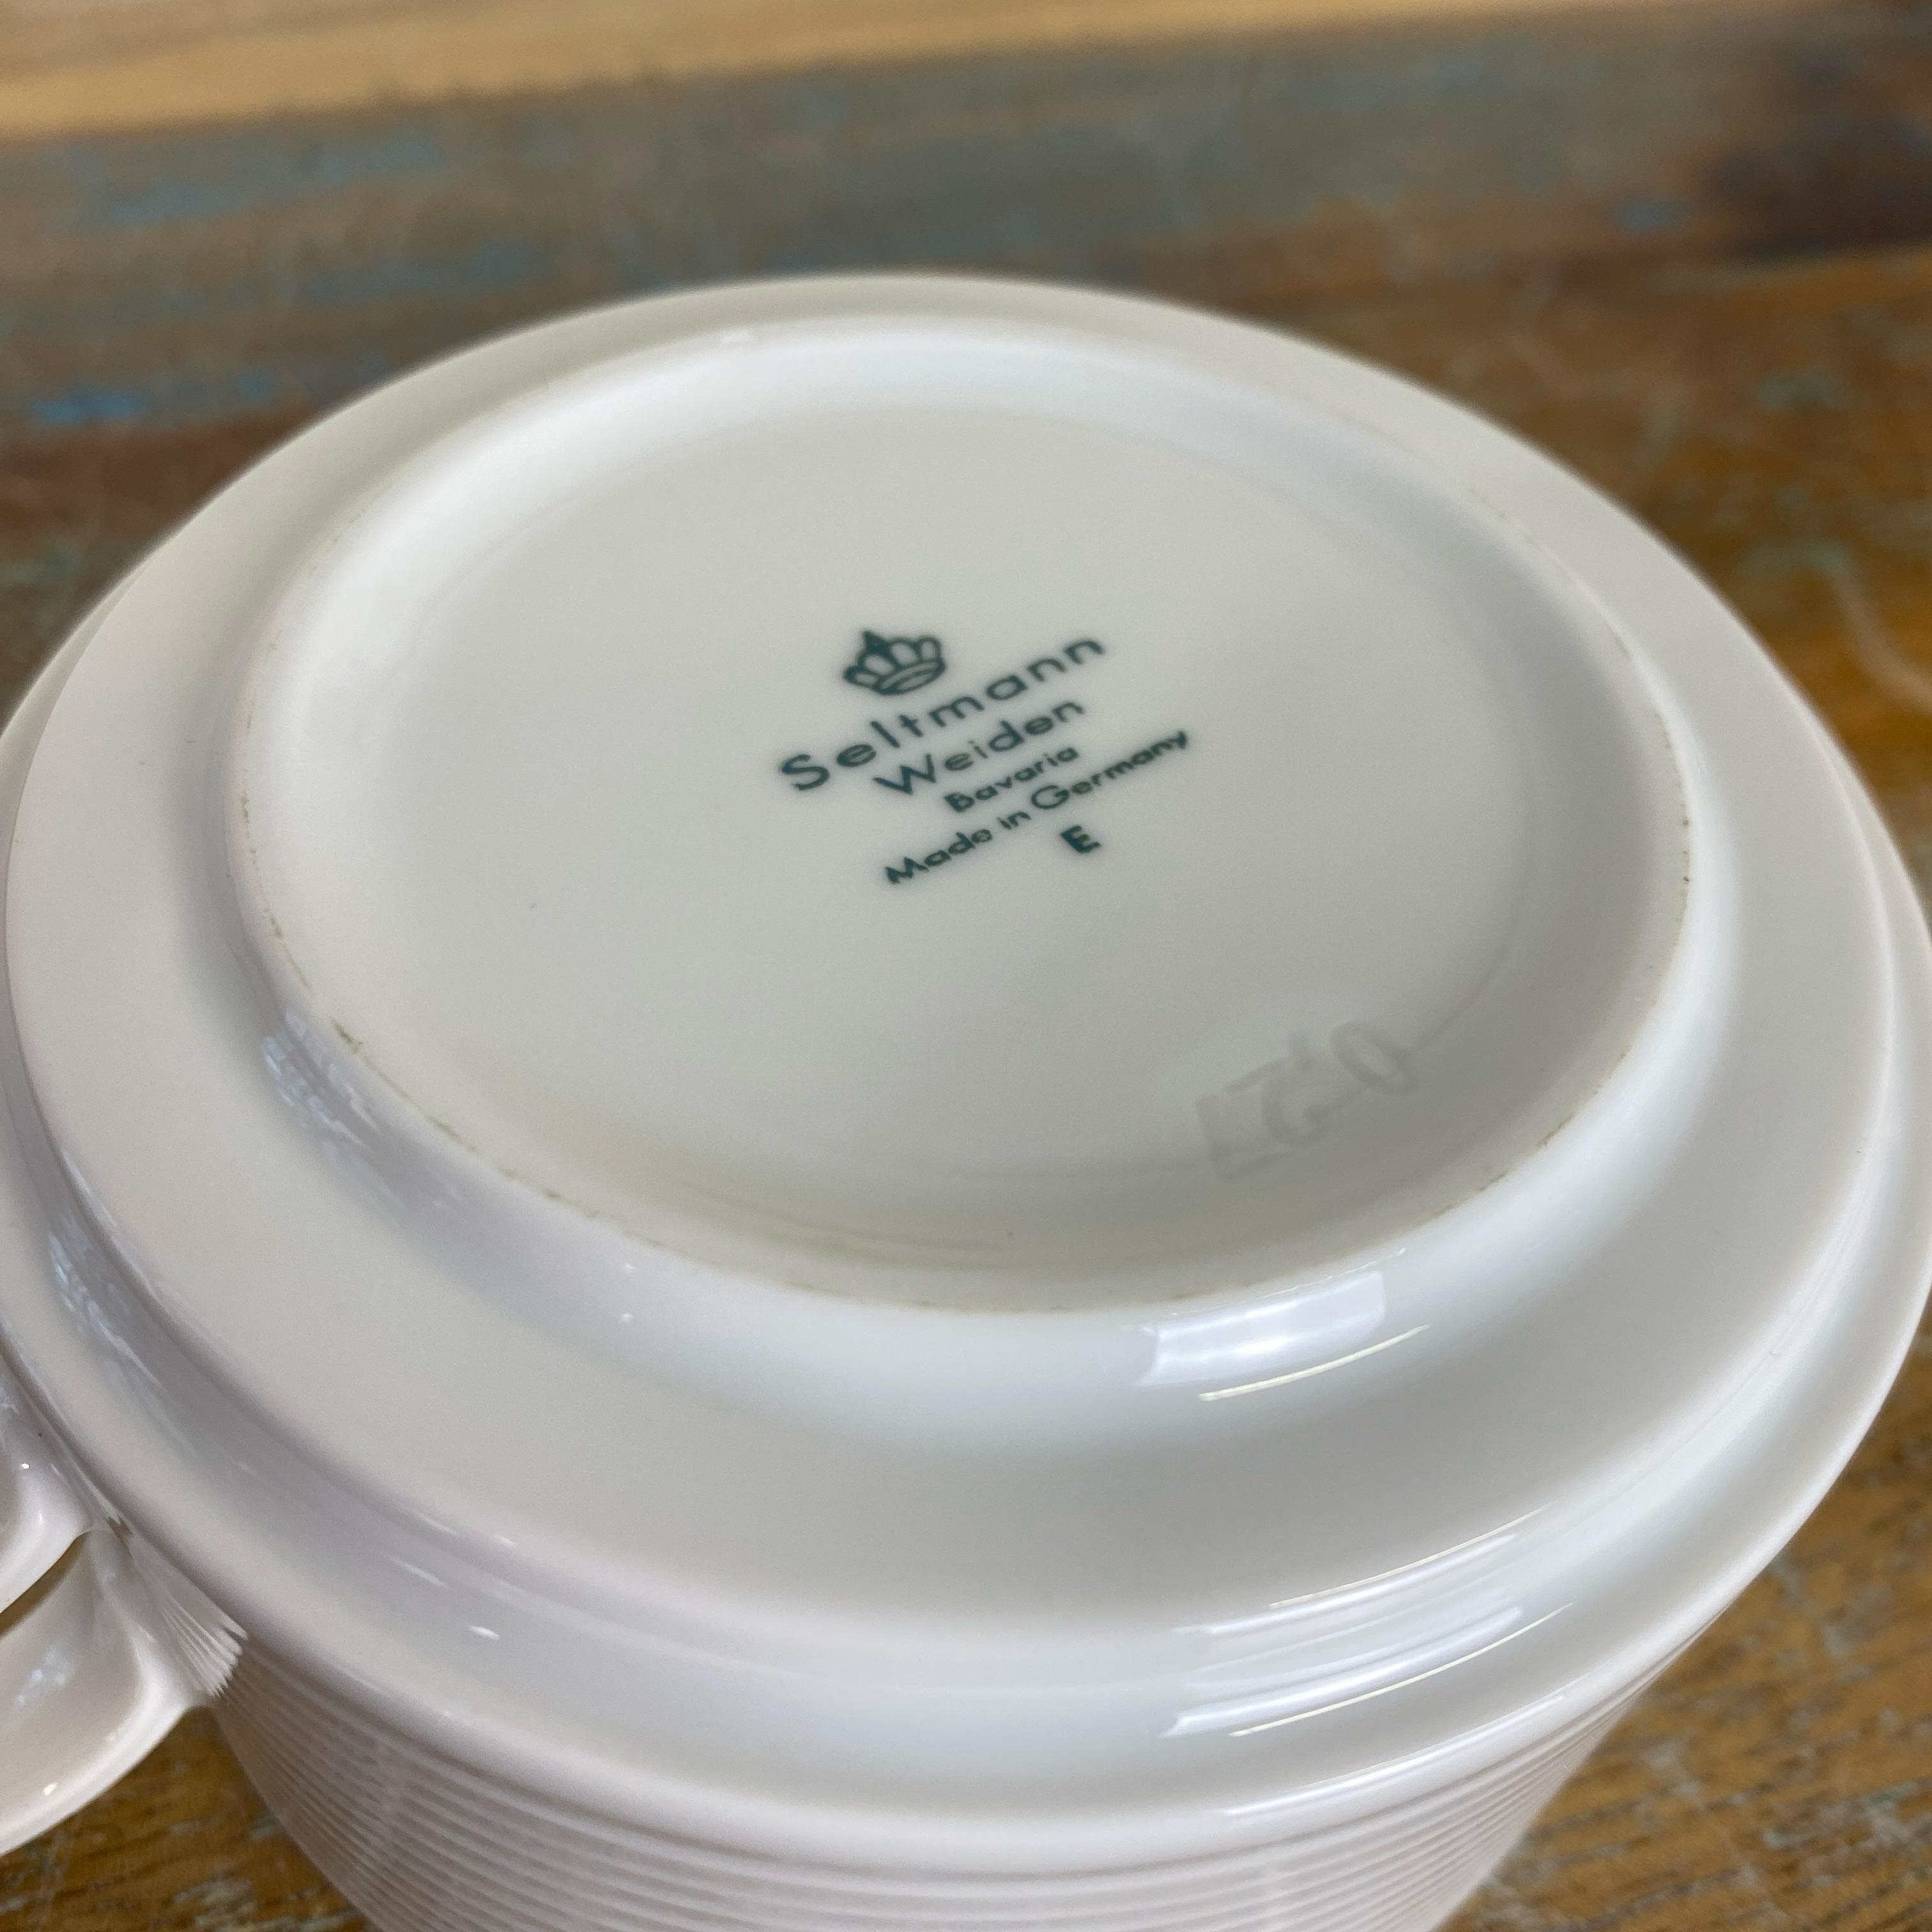 Seltmann
Weiden
Bavaria
Made in Germany
E